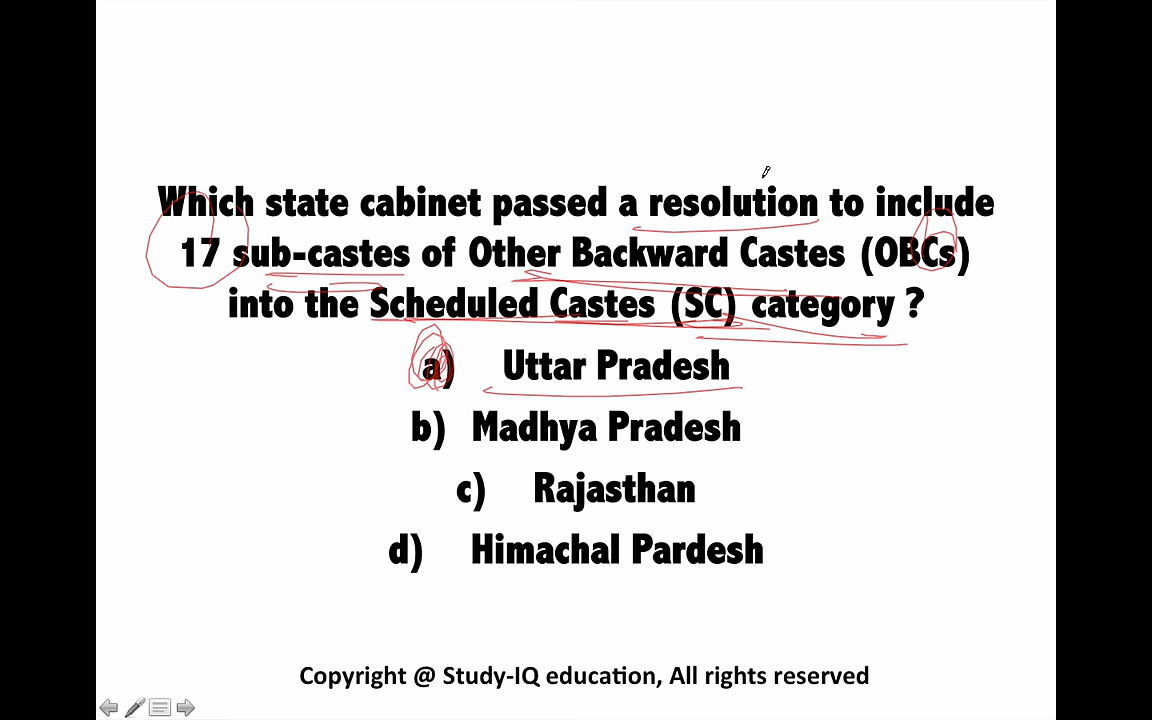 Which state cabinet passed a resolution to include
17 sub-castes of Other Backward Castes (OBCs)
into the Scheduled Castes (SC) category ?
a) Uttar Pradesh
b) Madhya Pradesh
c) Rajasthan
d) Himachal Pardesh
Copyright @ Study-IQ education, All rights reserved